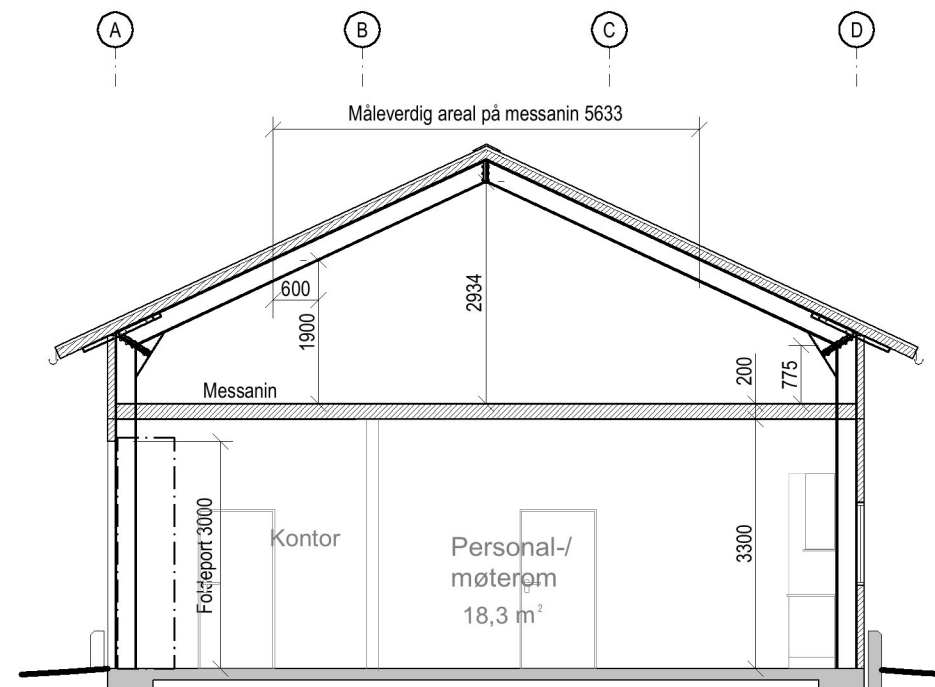 A
B
C
D
Måleverdig areal på messanin 5633
600
1900
2934
200
775
Messanin
Foldeport 3000
Kontor
Personal-/
møterom
18,3 m²
3300